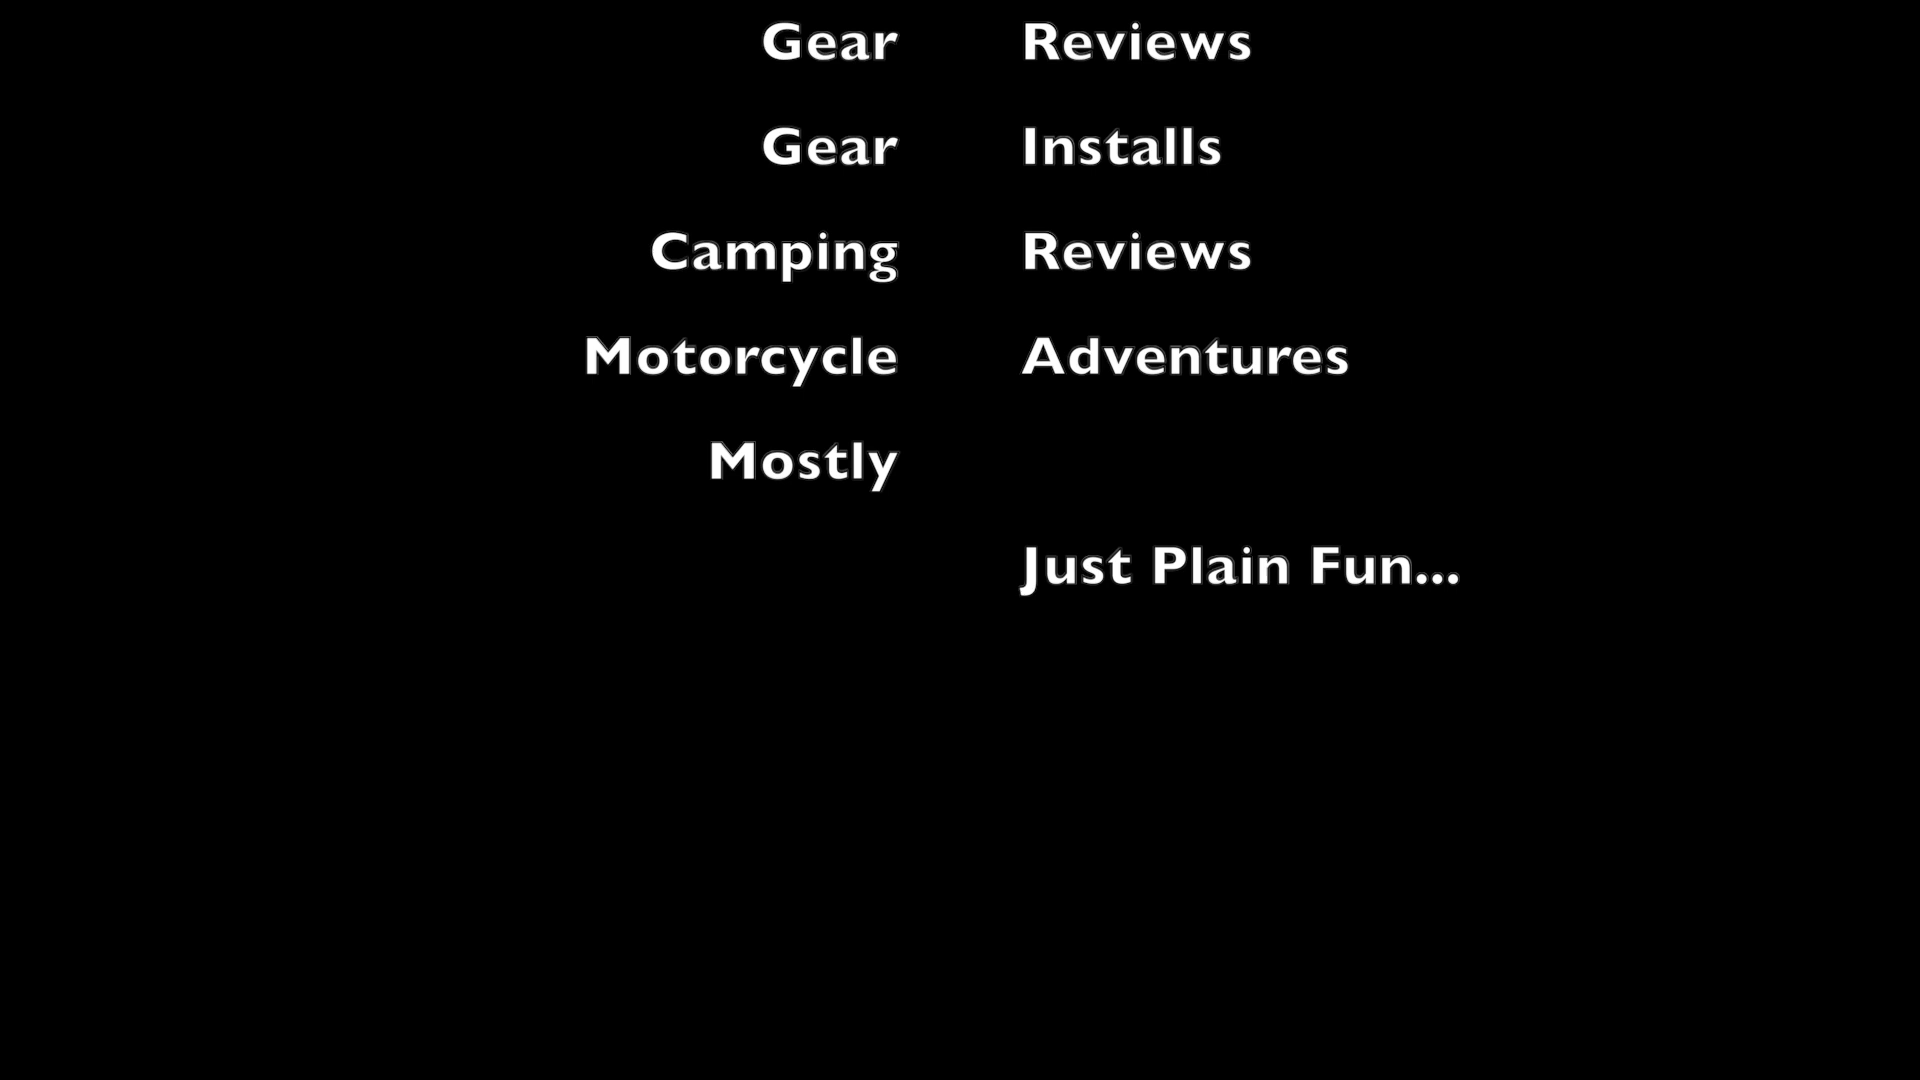 Gear Reviews
Gear Installs
Camping Reviews
Motorcycle Adventures
Mostly
Just Plain Fun...